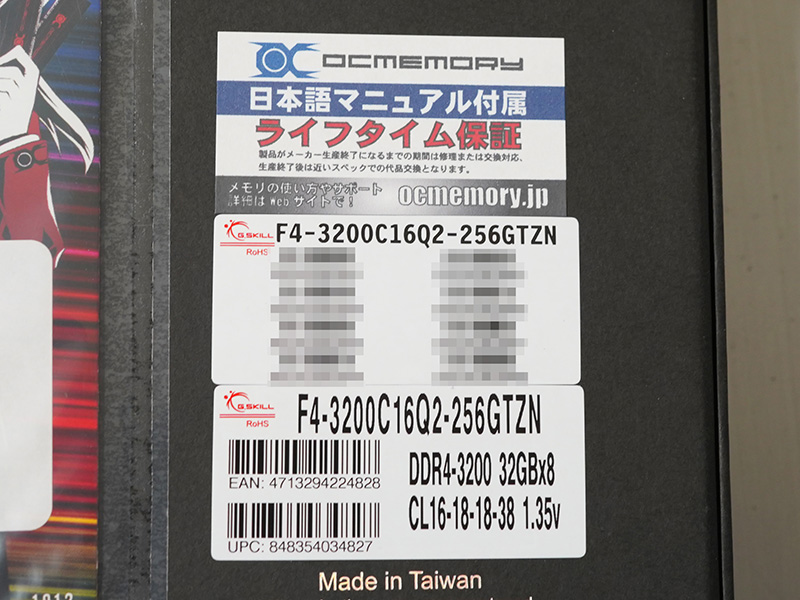 OCMEMORY
日本語マニュアル付属
ライフタイム保証
製品がメーカー生産終了になるまでの期間は修理または交換対応、
生産終了後は近いスペックでの代品交換となります。
メモリの使い方やサポート
詳細はWebサイトで!
ocmemory.jp
G.SKILL
RoHS
F4-3200C16Q2-256GTZN
G.SKILL
RoHS
F4-3200C16Q2-256GTZN
EAN: 4713294224828
DDR4-3200 32GBx8
CL16-18-18-38 1.35v
UPC: 848354034827
Made in Taiwan